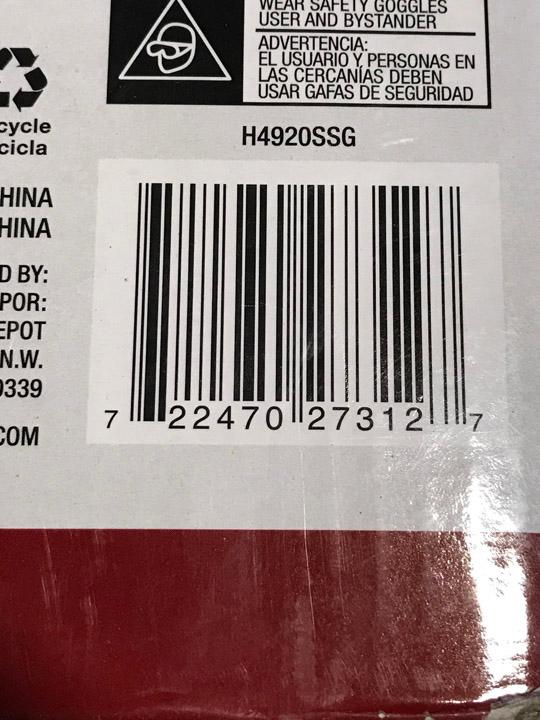 WEAR SAFETY GOGGLES
USER AND BYSTANDER
ADVERTENCIA:
EL USUARIO Y PERSONAS EN
LAS CERCANÍAS DEBEN
USAR GAFAS DE SEGURIDAD
H4920SSG
cycle
cicla
HINA
HINA
D BY:
POR:
EPOT
N.W.
0339
COM
7 22470 27312 7